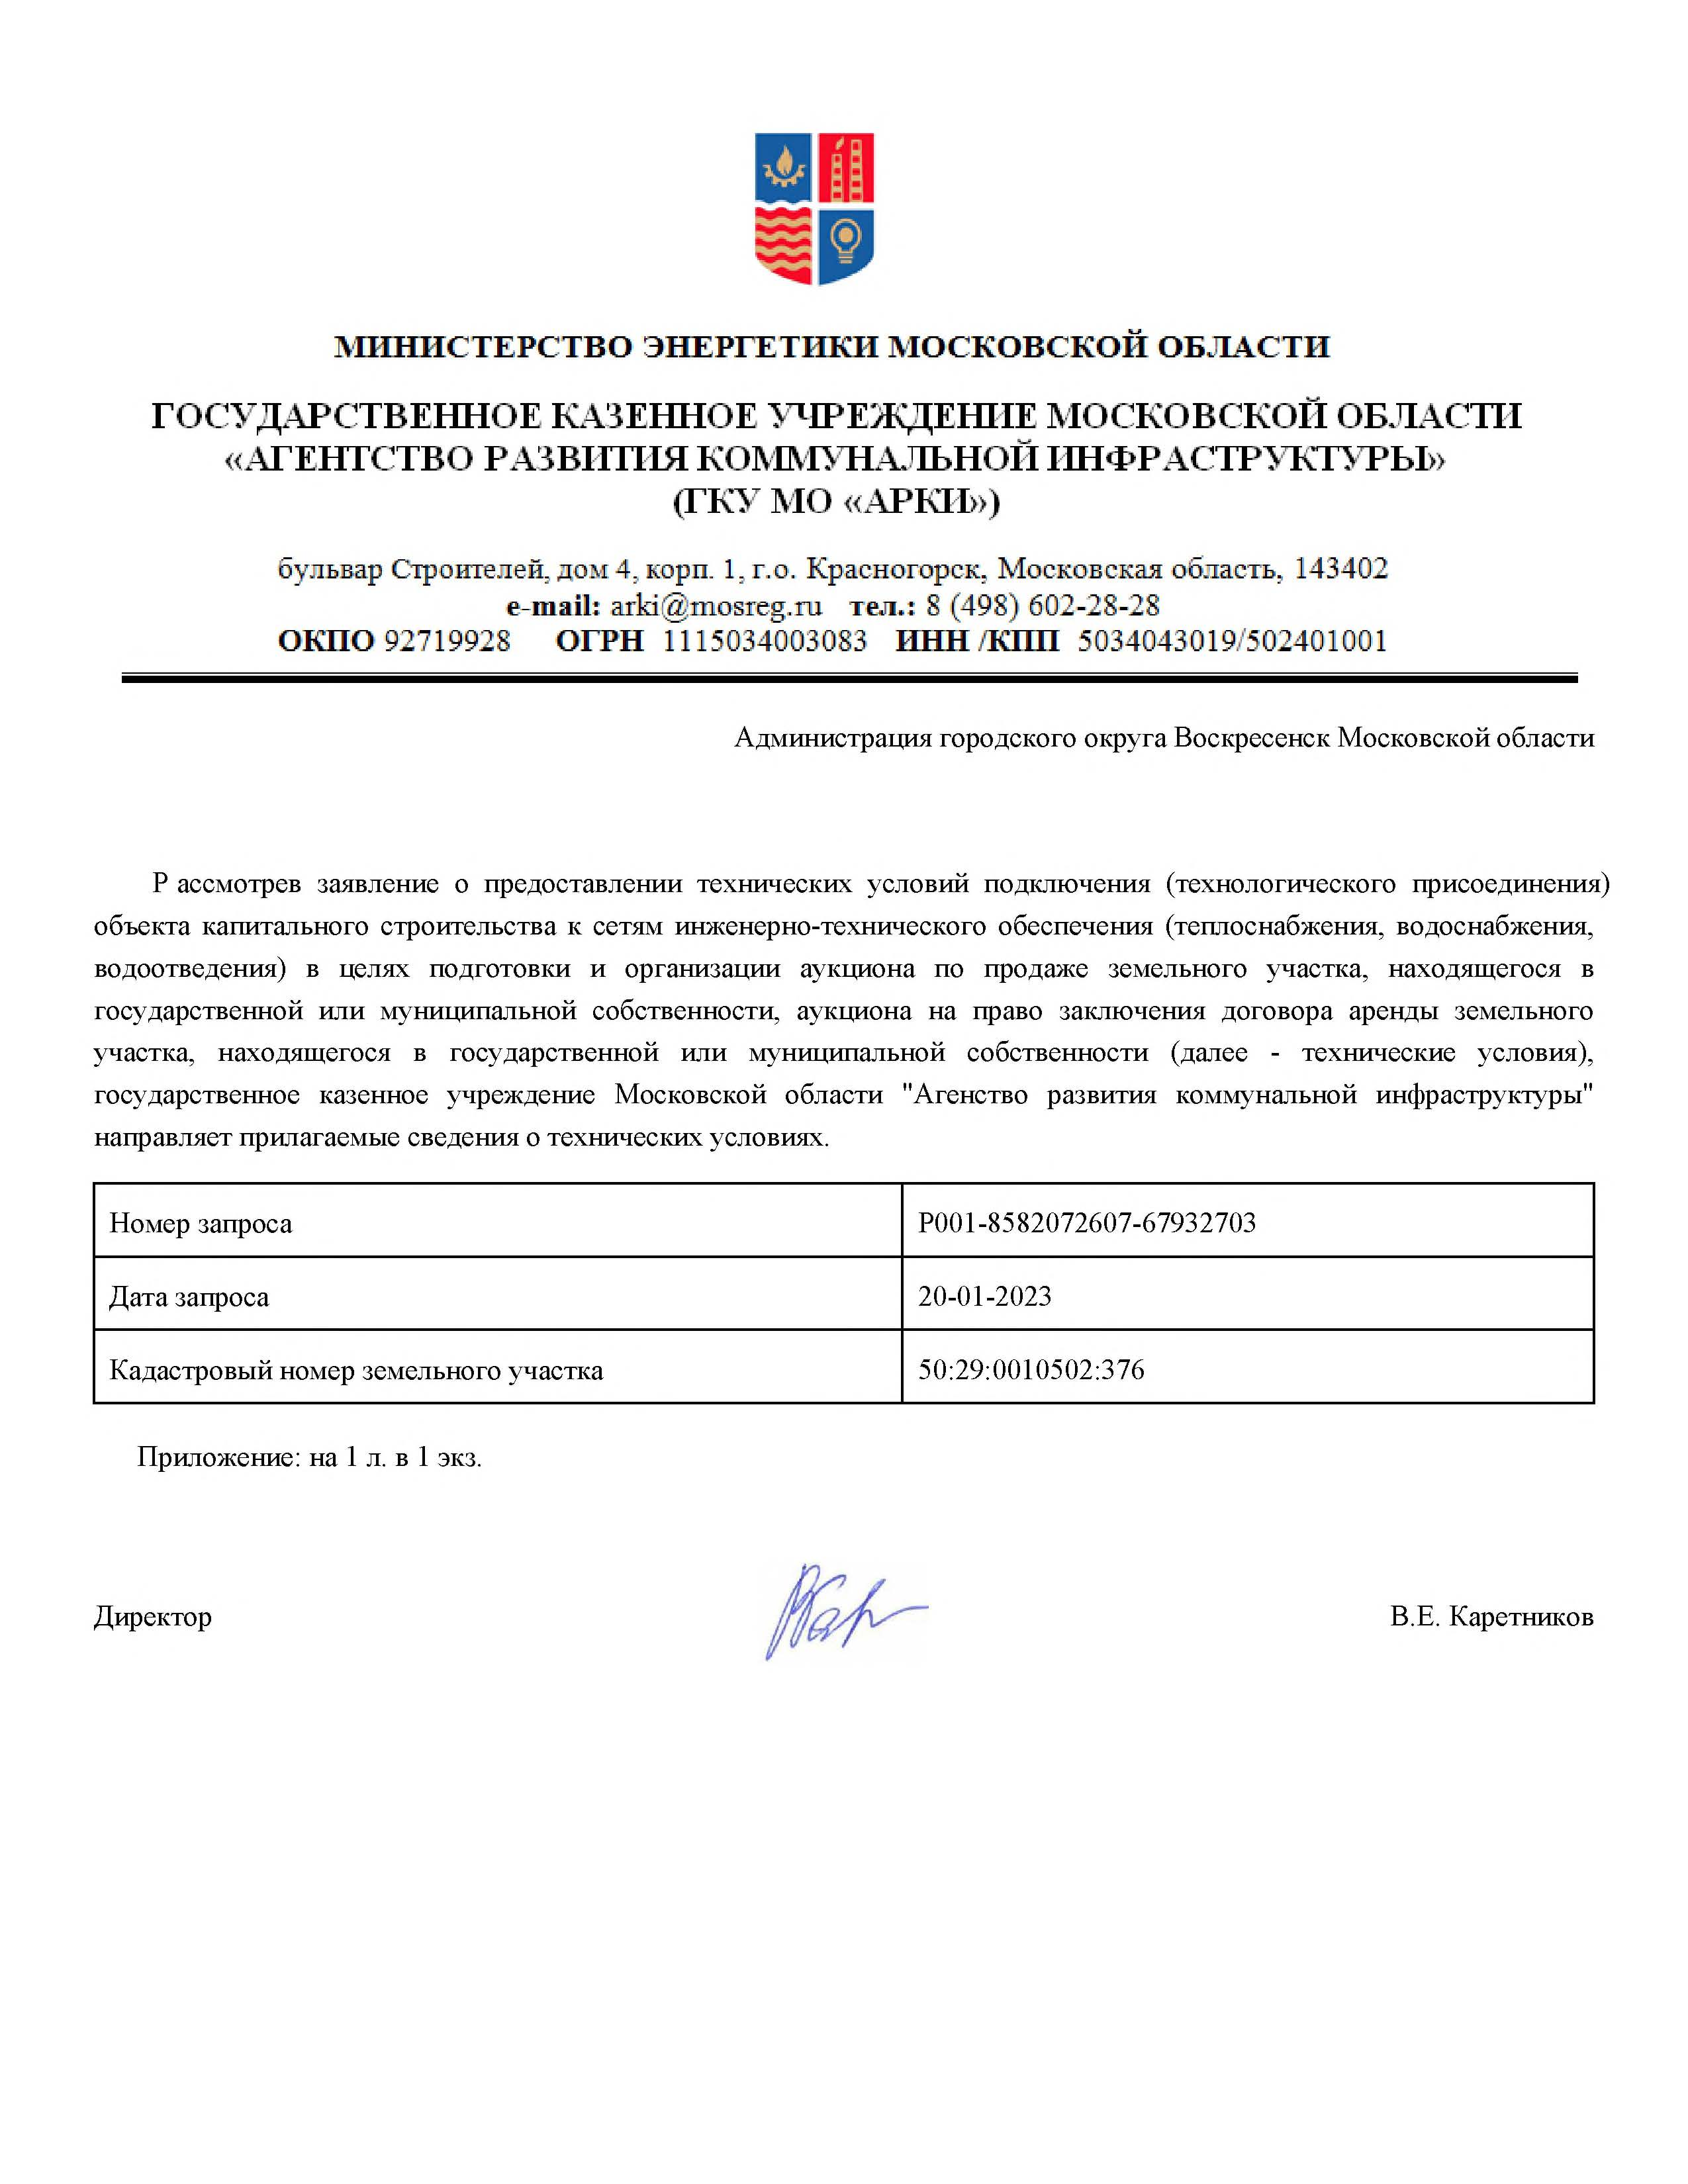 МИНИСТЕРСТВО ЭНЕРГЕТИКИ МОСКОВСКОЙ ОБЛАСТИ
ГОСУДАРСТВЕННОЕ КАЗЕННОЕ УЧРЕЖДЕНИЕ МОСКОВСКОЙ ОБЛАСТИ
«АГЕНТСТВО РАЗВИТИЯ КОММУНАЛЬНОЙ ИНФРАСТРУКТУРЫ»
(ГКУ МО «АРКИ»)
бульвар Строителей, дом 4, корп. 1, г.о. Красногорск, Московская область, 143402
e-mail: arki@mosreg.ru тел.: 8 (498) 602-28-28
ОКПО 92719928 ОГРН 1115034003083 ИНН /КПП 5034043019/502401001
Администрация городского округа Воскресенск Московской области
Р ассмотрев заявление о предоставлении технических условий подключения (технологического присоединения)
объекта капитального строительства к сетям инженерно-технического обеспечения (теплоснабжения, водоснабжения,
водоотведения) в целях подготовки и организации аукциона по продаже земельного участка, находящегося в
государственной или муниципальной собственности, аукциона на право заключения договора аренды земельного
участка, находящегося в государственной или муниципальной собственности (далее - технические условия),
государственное казенное учреждение Московской области "Агенство развития коммунальной инфраструктуры"
направляет прилагаемые сведения о технических условиях.
Номер запроса P001-8582072607-67932703
Дата запроса 20-01-2023
Кадастровый номер земельного участка 50:29:0010502:376
Приложение: на 1 л. в 1 экз.
Директор В.Е. Каретников